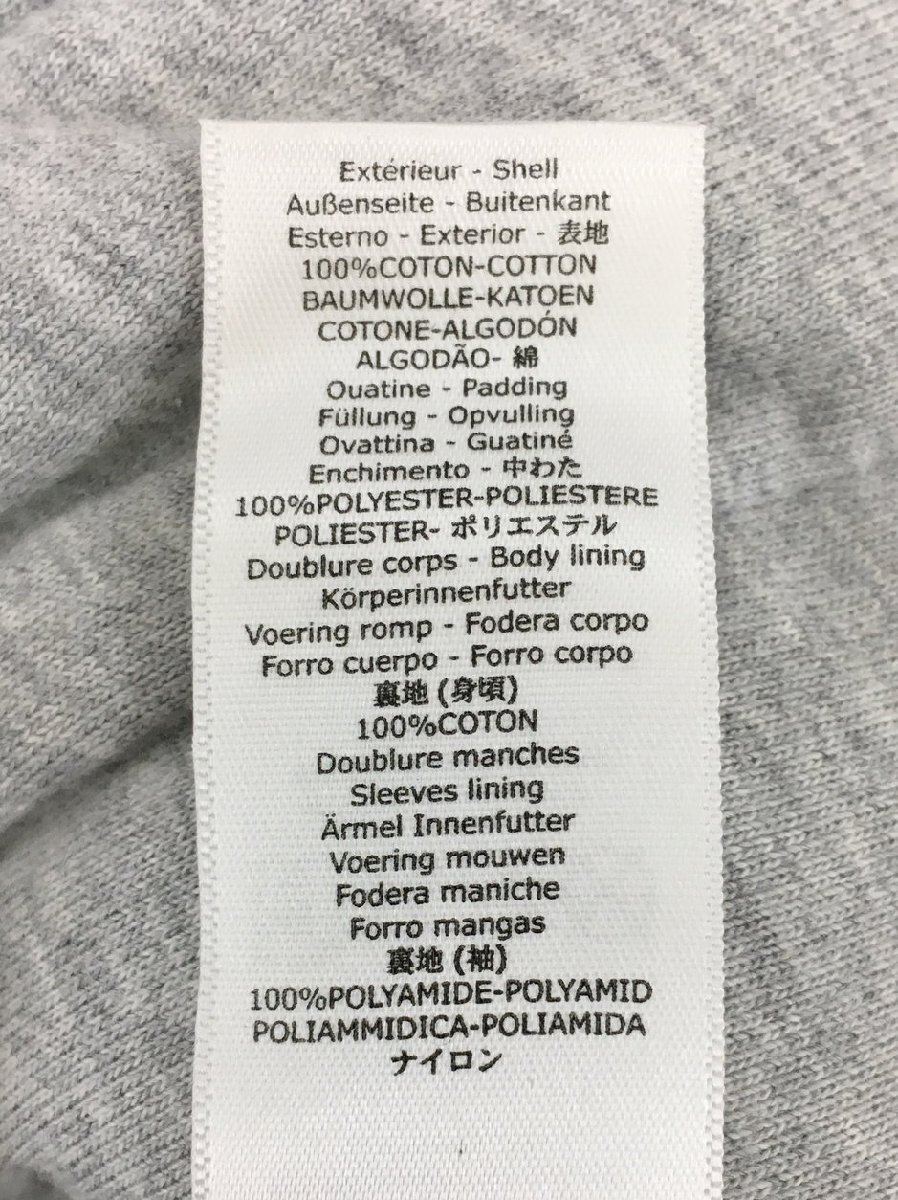 Extérieur - Shell
Außenseite - Buitenkant
Esterno - Exterior - 表地
100%COTON-COTTON
BAUMWOLLE-KATOEN
COTONE-ALGODÓN
ALGODÃO- 綿
Ouatine - Padding
Füllung - Opvulling
Ovattina - Guatiné
Enchimento - 中わた
100%POLYESTER-POLIESTERE
POLIESTER- ポリエステル
Doublure corps - Body lining
Körperinnenfutter
Voering romp - Fodera corpo
Forro cuerpo - Forro corpo
裏地 (身頃)
100%COTON
Doublure manches
Sleeves lining
Ärmel Innenfutter
Voering mouwen
Fodera maniche
Forro mangas
裏地 (袖)
100%POLYAMIDE-POLYAMID
POLIAMMIDICA-POLIAMIDA
ナイロン